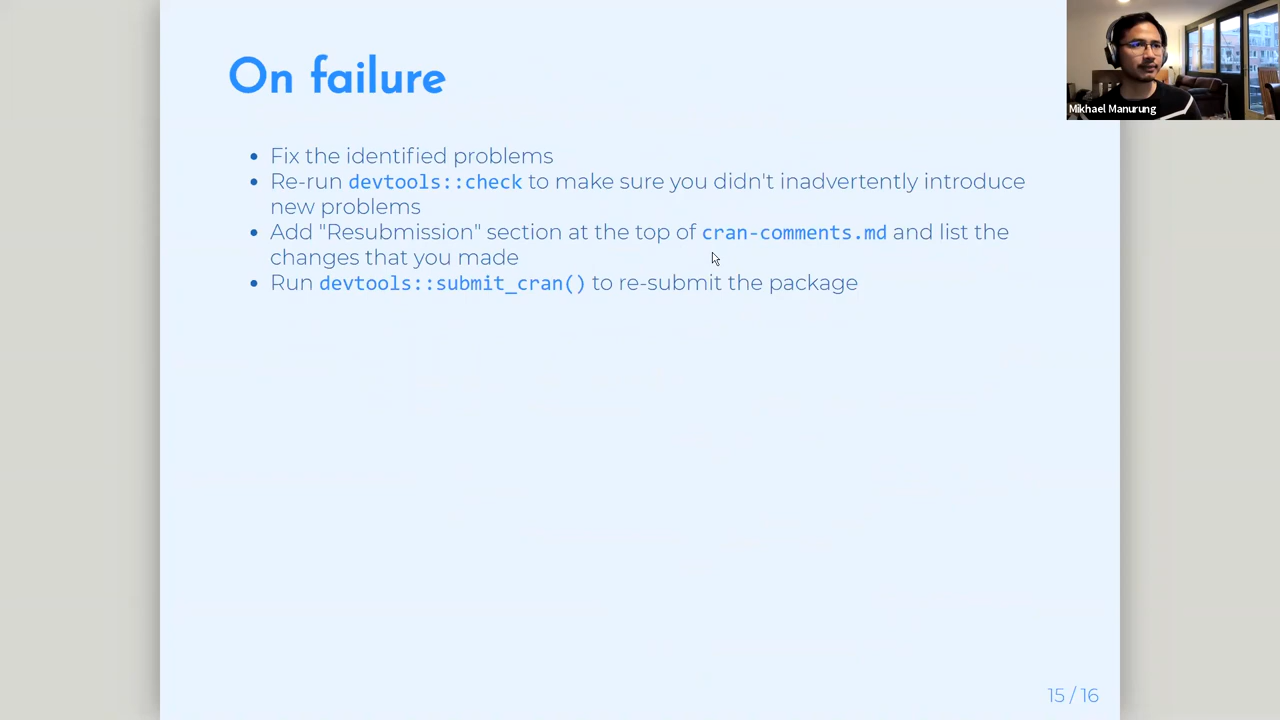 On failure
Mikhael Manurung
• Fix the identified problems
• Re-run devtools::check to make sure you didn't inadvertently introduce
new problems
• Add "Resubmission" section at the top of cran-comments.md and list the
changes that you made
• Run devtools::submit_cran() to re-submit the package
15 / 16